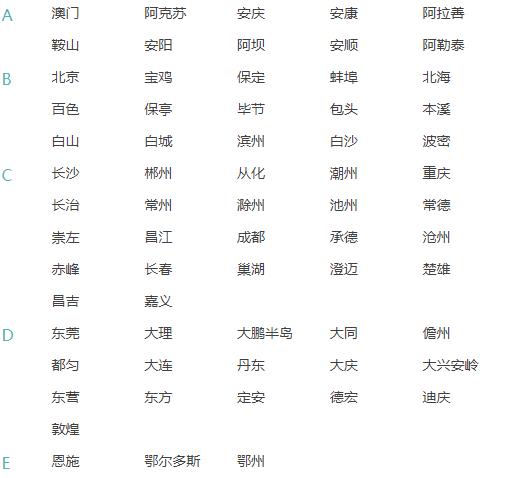 A 澳门 阿克苏 安庆 安康 阿拉善
鞍山 安阳 阿坝 安顺 阿勒泰
B 北京 宝鸡 保定 蚌埠 北海
百色 保亭 毕节 包头 本溪
白山 白城 滨州 白沙 波密
C 长沙 郴州 从化 潮州 重庆
长治 常州 滁州 池州 常德
崇左 昌江 成都 承德 沧州
赤峰 长春 巢湖 澄迈 楚雄
昌吉 嘉义
D 东莞 大理 大鹏半岛 大同 儋州
都匀 大连 丹东 大庆 大兴安岭
东营 东方 定安 德宏 迪庆
敦煌
E 恩施 鄂尔多斯 鄂州